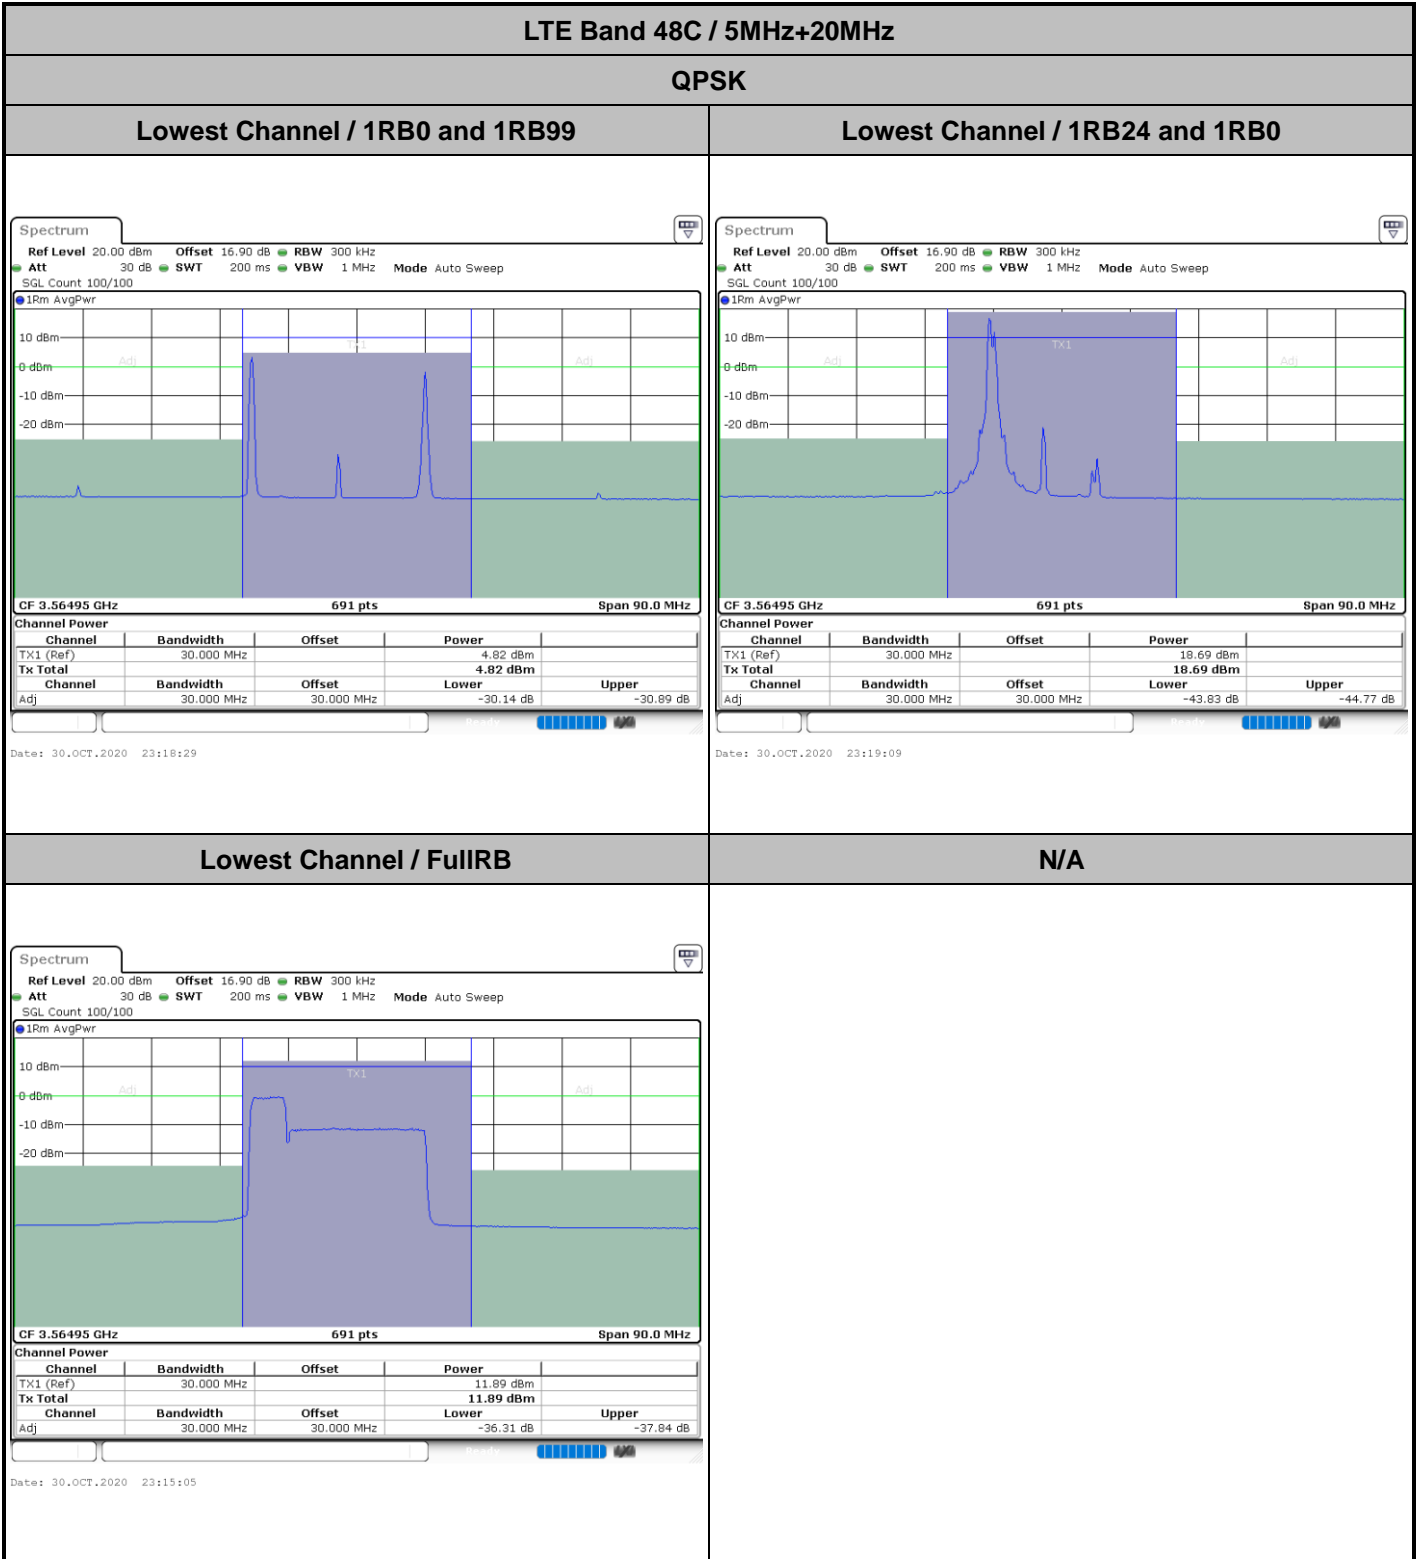 LTE Band 48C / 5MHz+20MHz
QPSK
Lowest Channel / 1RB0 and 1RB99
Lowest Channel / 1RB24 and 1RB0
Spectrum
Ref Level 20.00 dBm Offset 16.90 dB RBW 300 kHz
Att 30 dB SWT 200 ms VBW 1 MHz Mode Auto Sweep
SGL Count 100/100
1Rm AvgPwr
10 dBm
TX1
Adj
Adj
0 dBm
-10 dBm
-20 dBm
CF 3.56495 GHz 691 pts Span 90.0 MHz
Channel Power
Channel Bandwidth Offset Power
TX1 (Ref) 30.000 MHz 4.82 dBm
Tx Total 4.82 dBm
Channel Bandwidth Offset Lower Upper
Adj 30.000 MHz 30.000 MHz -30.14 dB -30.89 dB
Ready
Date: 30.OCT.2020 23:18:29
Spectrum
Ref Level 20.00 dBm Offset 16.90 dB RBW 300 kHz
Att 30 dB SWT 200 ms VBW 1 MHz Mode Auto Sweep
SGL Count 100/100
1Rm AvgPwr
10 dBm
TX1
Adj
Adj
0 dBm
-10 dBm
-20 dBm
CF 3.56495 GHz 691 pts Span 90.0 MHz
Channel Power
Channel Bandwidth Offset Power
TX1 (Ref) 30.000 MHz 18.69 dBm
Tx Total 18.69 dBm
Channel Bandwidth Offset Lower Upper
Adj 30.000 MHz 30.000 MHz -43.83 dB -44.77 dB
Ready
Date: 30.OCT.2020 23:19:09
Lowest Channel / FullRB
N/A
Spectrum
Ref Level 20.00 dBm Offset 16.90 dB RBW 300 kHz
Att 30 dB SWT 200 ms VBW 1 MHz Mode Auto Sweep
SGL Count 100/100
1Rm AvgPwr
10 dBm
TX1
Adj
Adj
0 dBm
-10 dBm
-20 dBm
CF 3.56495 GHz 691 pts Span 90.0 MHz
Channel Power
Channel Bandwidth Offset Power
TX1 (Ref) 30.000 MHz 11.89 dBm
Tx Total 11.89 dBm
Channel Bandwidth Offset Lower Upper
Adj 30.000 MHz 30.000 MHz -36.31 dB -37.84 dB
Ready
Date: 30.OCT.2020 23:15:05